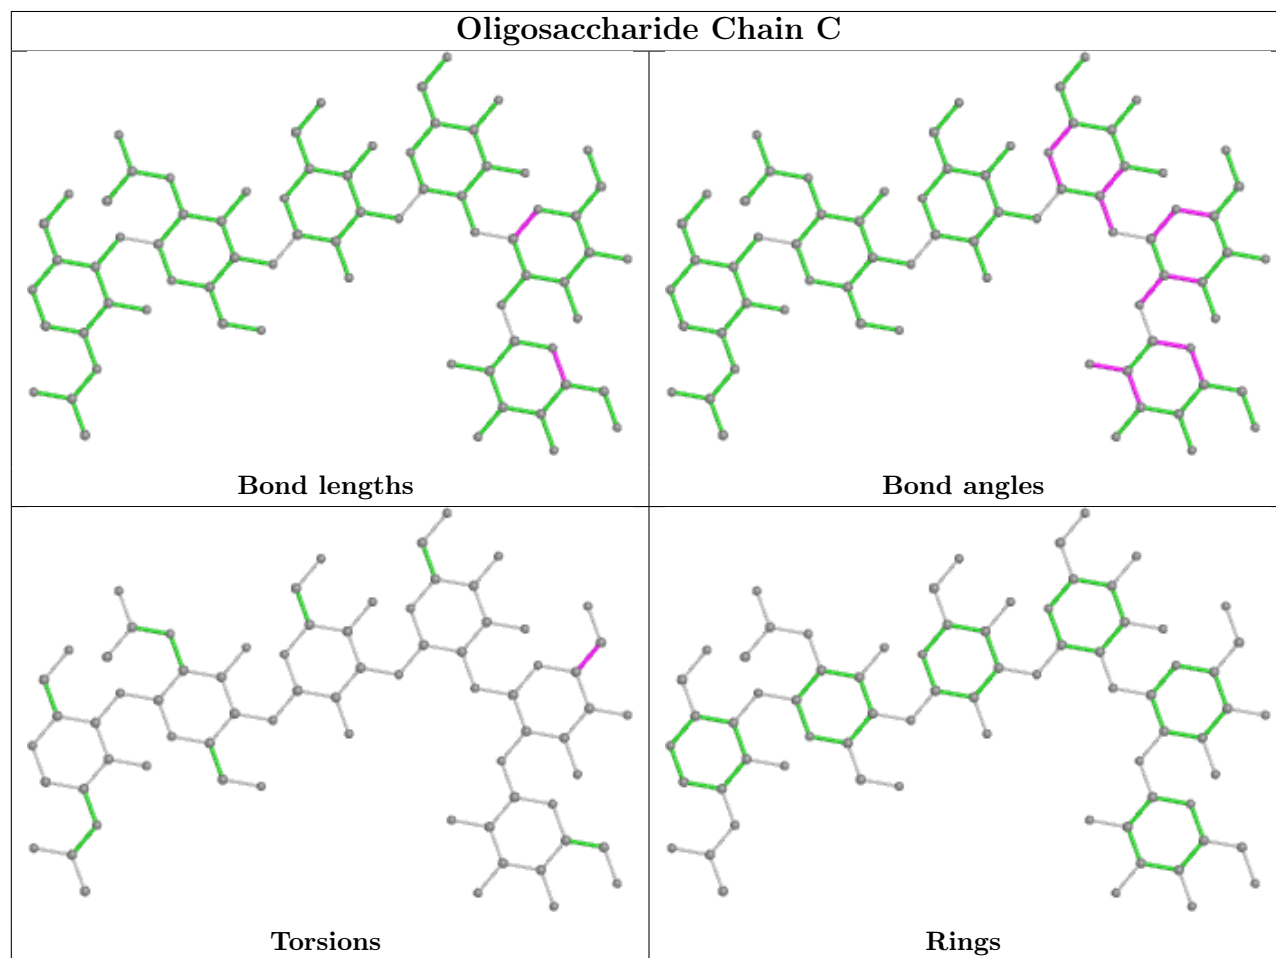 Oligosaccharide Chain C
Bond lengths
Bond angles
Torsions
Rings